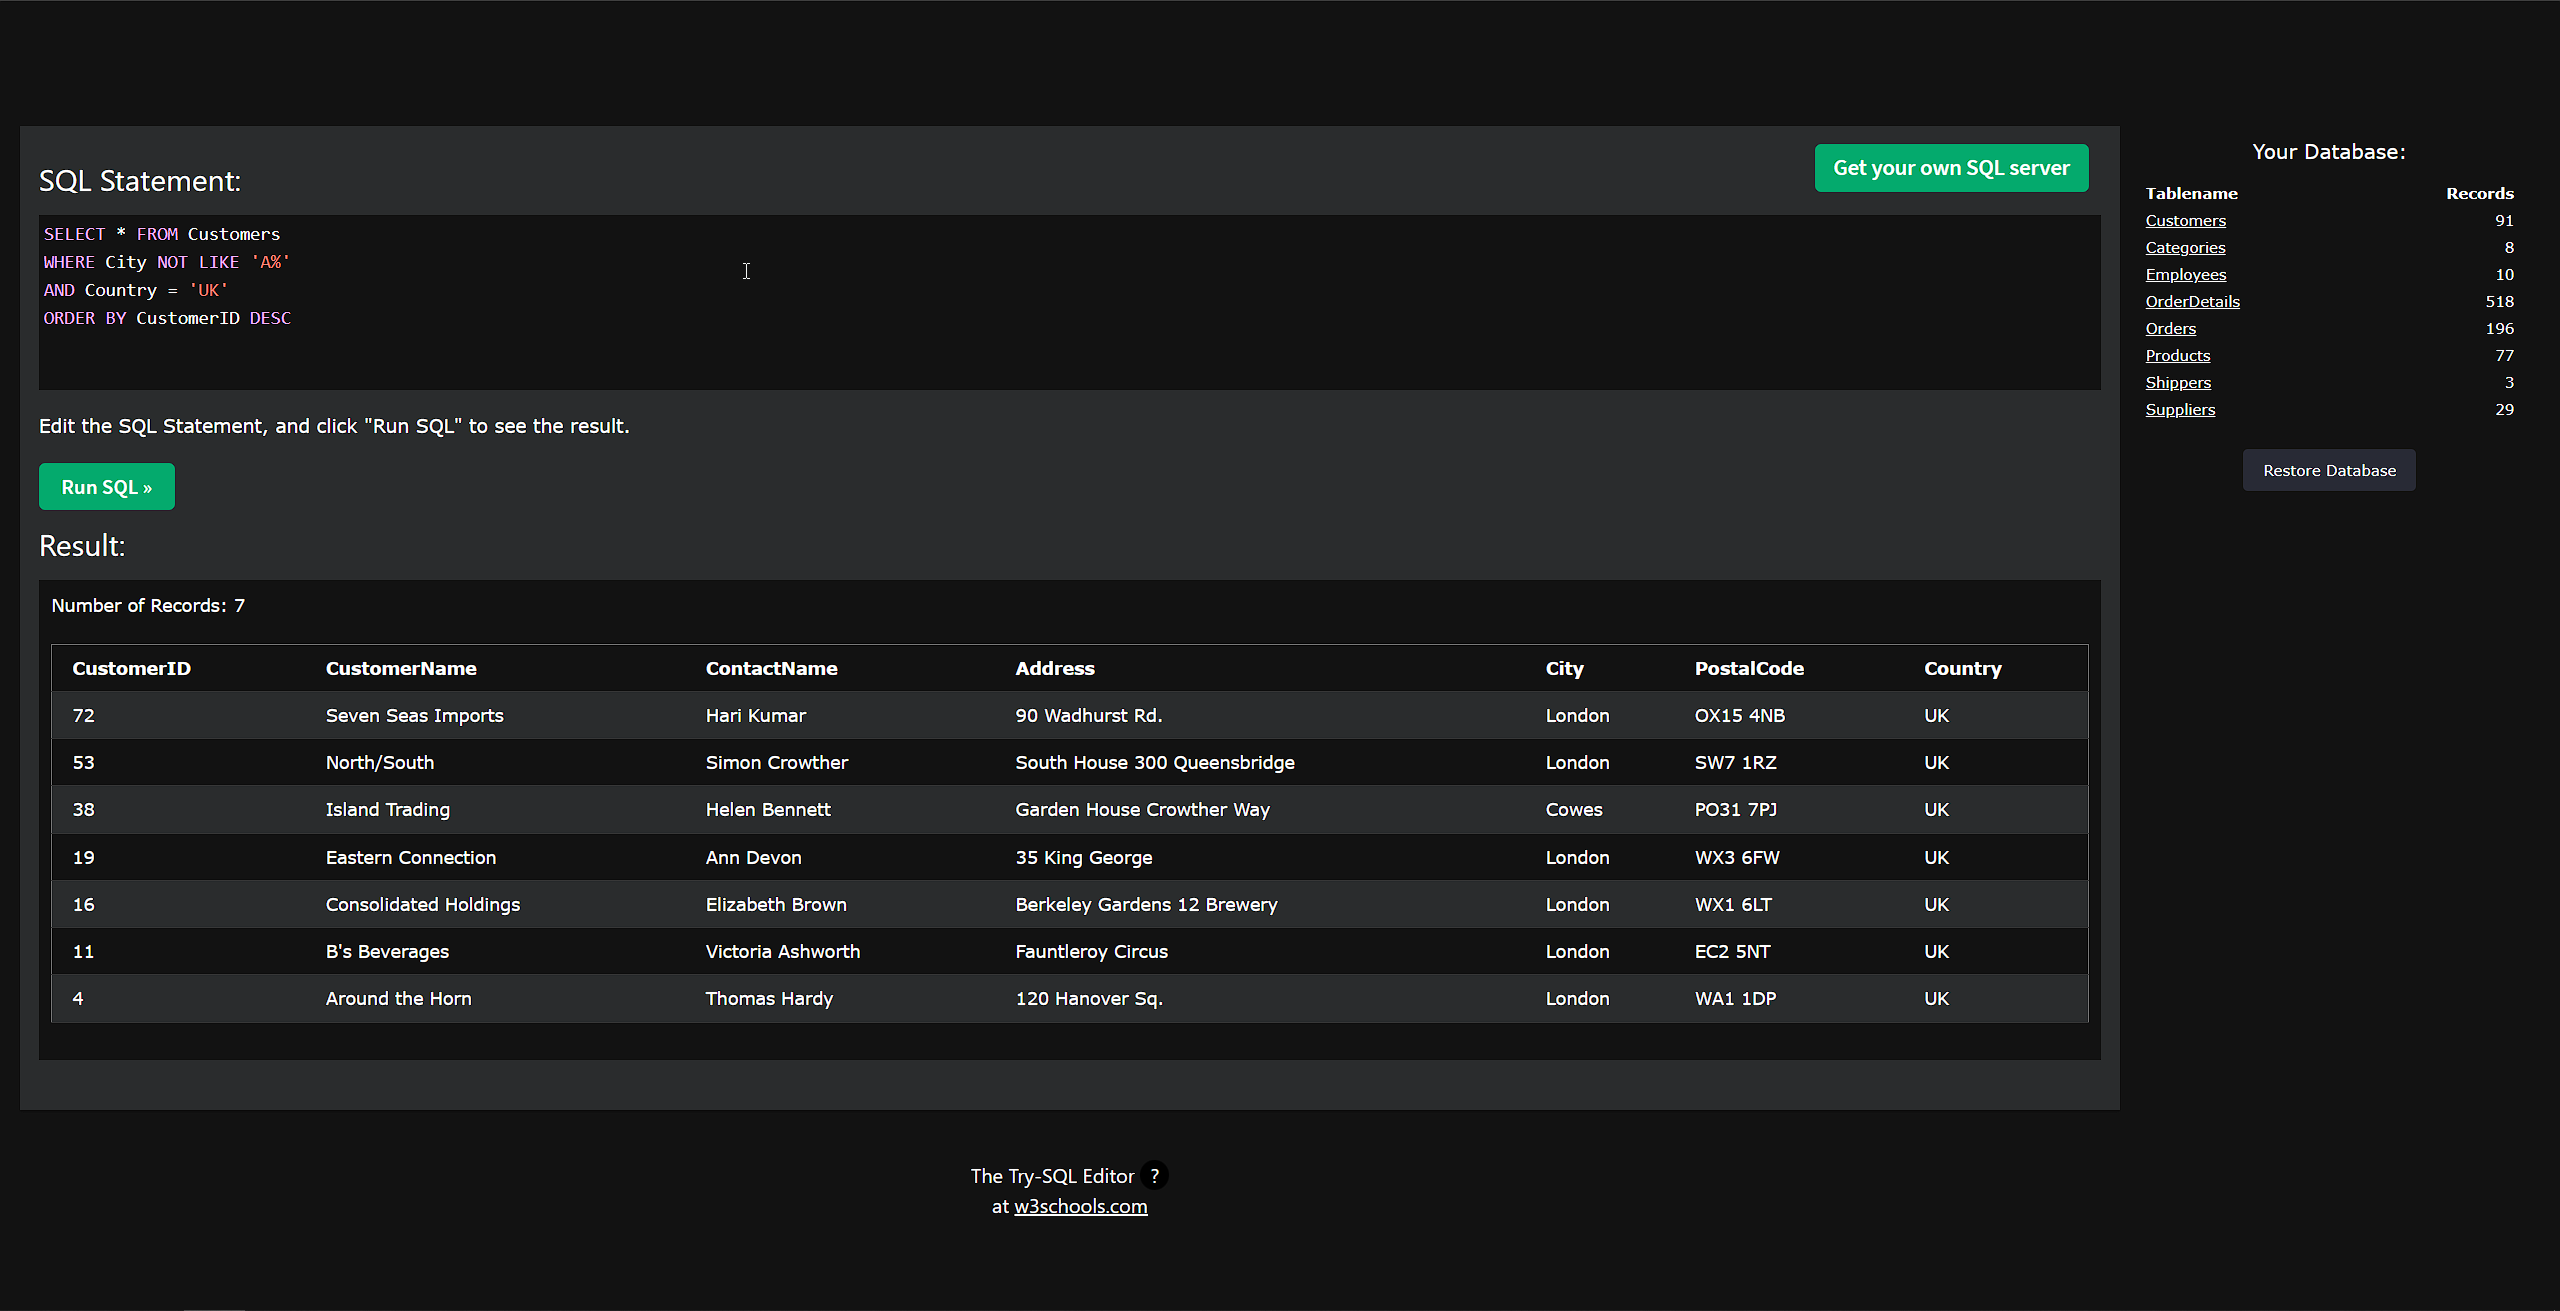 SQL Statement:
Get your own SQL server
SELECT * FROM Customers
WHERE City NOT LIKE 'A%'
AND Country = 'UK'
ORDER BY CustomerID DESC
Edit the SQL Statement, and click "Run SQL" to see the result.
Run SQL »
Result:
Number of Records: 7
CustomerID CustomerName ContactName Address City PostalCode Country
72 Seven Seas Imports Hari Kumar 90 Wadhurst Rd. London OX15 4NB UK
53 North/South Simon Crowther South House 300 Queensbridge London SW7 1RZ UK
38 Island Trading Helen Bennett Garden House Crowther Way Cowes PO31 7PJ UK
19 Eastern Connection Ann Devon 35 King George London WX3 6FW UK
16 Consolidated Holdings Elizabeth Brown Berkeley Gardens 12 Brewery London WX1 6LT UK
11 B's Beverages Victoria Ashworth Fauntleroy Circus London EC2 5NT UK
4 Around the Horn Thomas Hardy 120 Hanover Sq. London WA1 1DP UK
Your Database:
Tablename Records
Customers 91
Categories 8
Employees 10
OrderDetails 518
Orders 196
Products 77
Shippers 3
Suppliers 29
Restore Database
The Try-SQL Editor ?
at w3schools.com